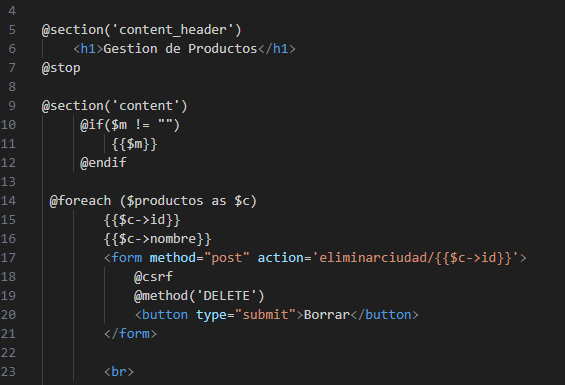 4
5 @section('content_header')
6 <h1>Gestion de Productos</h1>
7 @stop
8
9 @section('content')
10 @if($m != "")
11 {{$m}}
12 @endif
13
14 @foreach ($productos as $c)
15 {{$c->id}}
16 {{$c->nombre}}
17 <form method="post" action='eliminarciudad/{{$c->id}}'>
18 @csrf
19 @method('DELETE')
20 <button type="submit">Borrar</button>
21 </form>
22
23 <br>